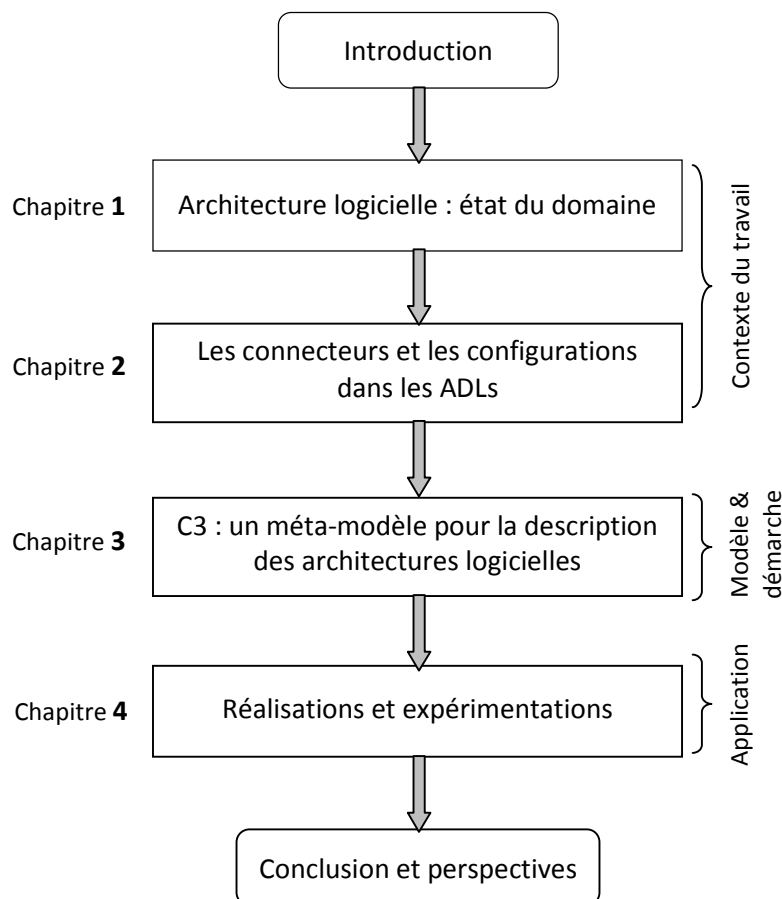 Introduction
Chapitre 1
Architecture logicielle : état du domaine
Contexte du travail
Chapitre 2
Les connecteurs et les configurations
dans les ADLs
Chapitre 3
C3 : un méta-modèle pour la description
des architectures logicielles
Modèle &
démarche
Chapitre 4
Réalisations et expérimentations
Application
Conclusion et perspectives